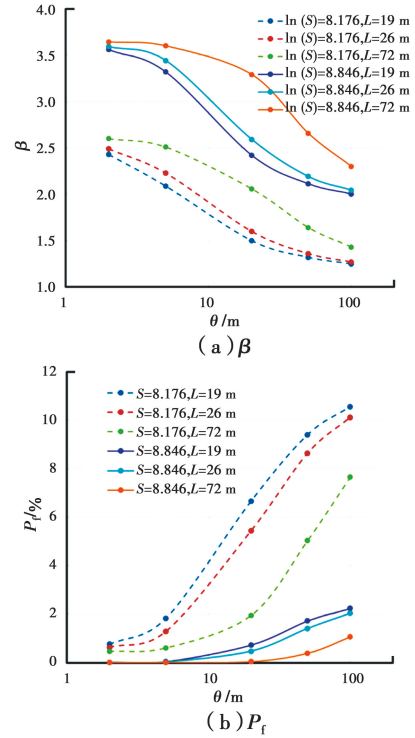 4.0
3.5
3.0
2.5
2.0
1.5
1.0
β
ln (S)=8.176,L=19 m
ln (S)=8.176,L=26 m
ln (S)=8.176,L=72 m
ln (S)=8.846,L=19 m
ln (S)=8.846,L=26 m
ln (S)=8.846,L=72 m
1 10 100
θ/m
(a)β
12
10
8
6
4
2
0
Pf/%
S=8.176,L=19 m
S=8.176,L=26 m
S=8.176,L=72 m
S=8.846,L=19 m
S=8.846,L=26 m
S=8.846,L=72 m
1 10 100
θ/m
(b)Pf